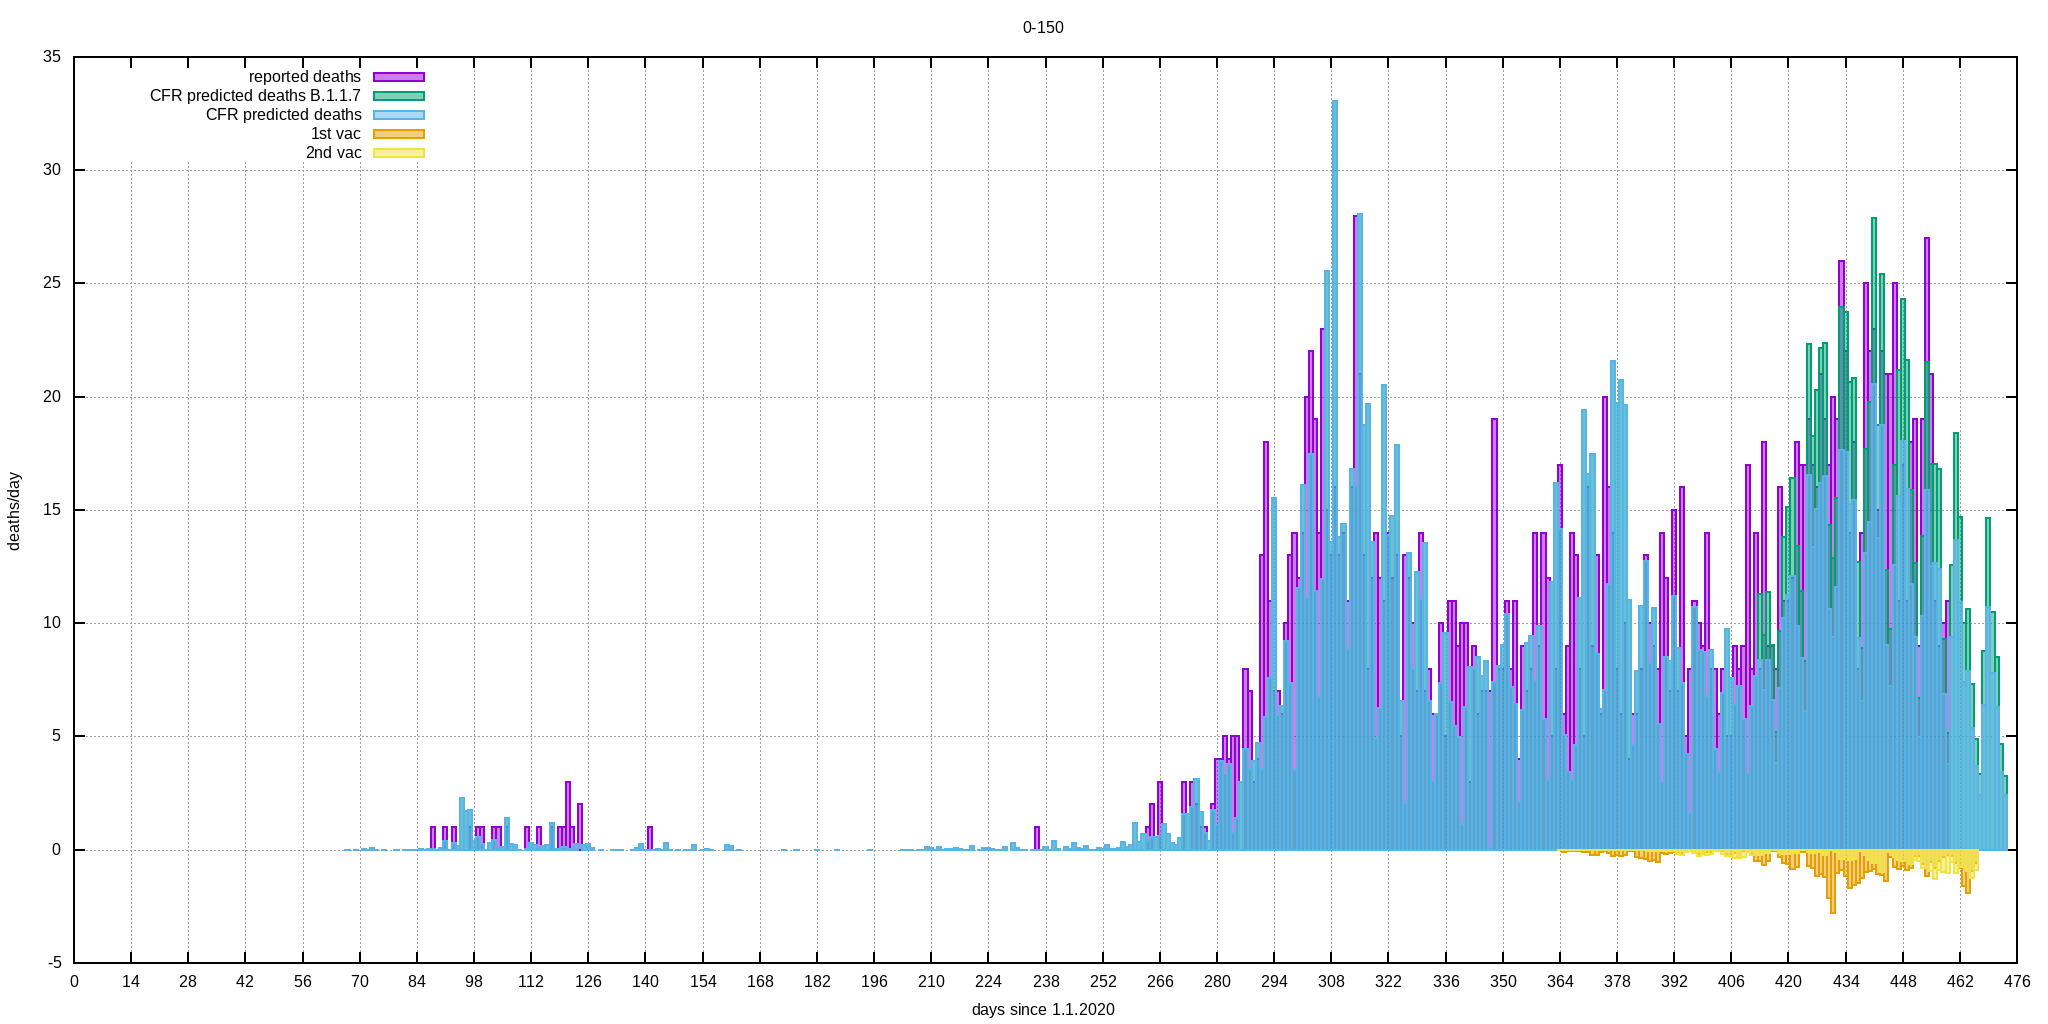 0-150
35
30
25
20
15
10
5
0
-5
deaths/day
reported deaths
CFR predicted deaths B.1.1.7
CFR predicted deaths
1st vac
2nd vac
0 14 28 42 56 70 84 98 112 126 140 154 168 182 196 210 224 238 252 266 280 294 308 322 336 350 364 378 392 406 420 434 448 462 476
days since 1.1.2020